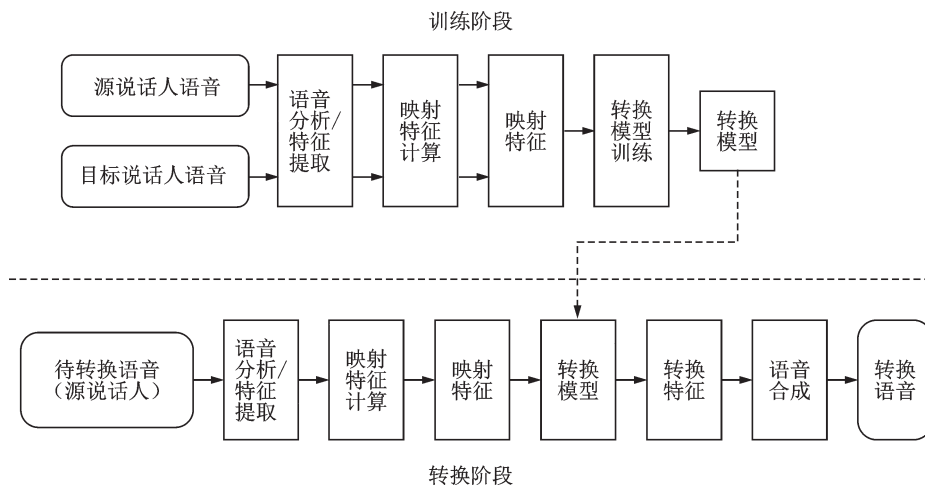 训练阶段
源说话人语音
目标说话人语音
语音
分析/
特征
提取
映射
特征
计算
映射
特征
转换
模型
训练
转换
模型
待转换语音
（源说话人）
语音
分析/
特征
提取
映射
特征
计算
映射
特征
转换
模型
转换
特征
语音
合成
转换
语音
转换阶段